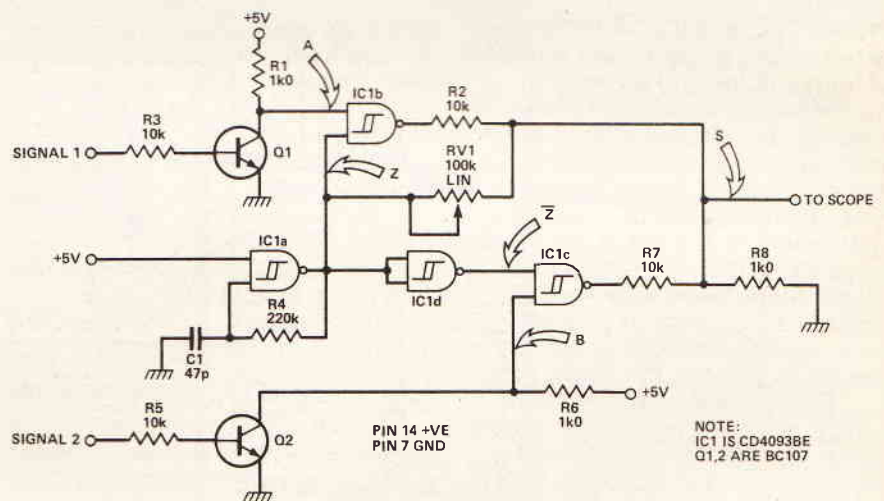 +5V
A
R1
1k0
IC1b
R2
10k
R3
10k
SIGNAL 1
Q1
Z
RV1
100k
LIN
S
TO SCOPE
+5V
IC1a
Z̅
IC1c
R7
10k
R8
1k0
IC1d
R4
220k
C1
47p
B
R6
1k0
+5V
R5
10k
SIGNAL 2
Q2
PIN 14 +VE
PIN 7 GND
NOTE:
IC1 IS CD4093BE
Q1,2 ARE BC107